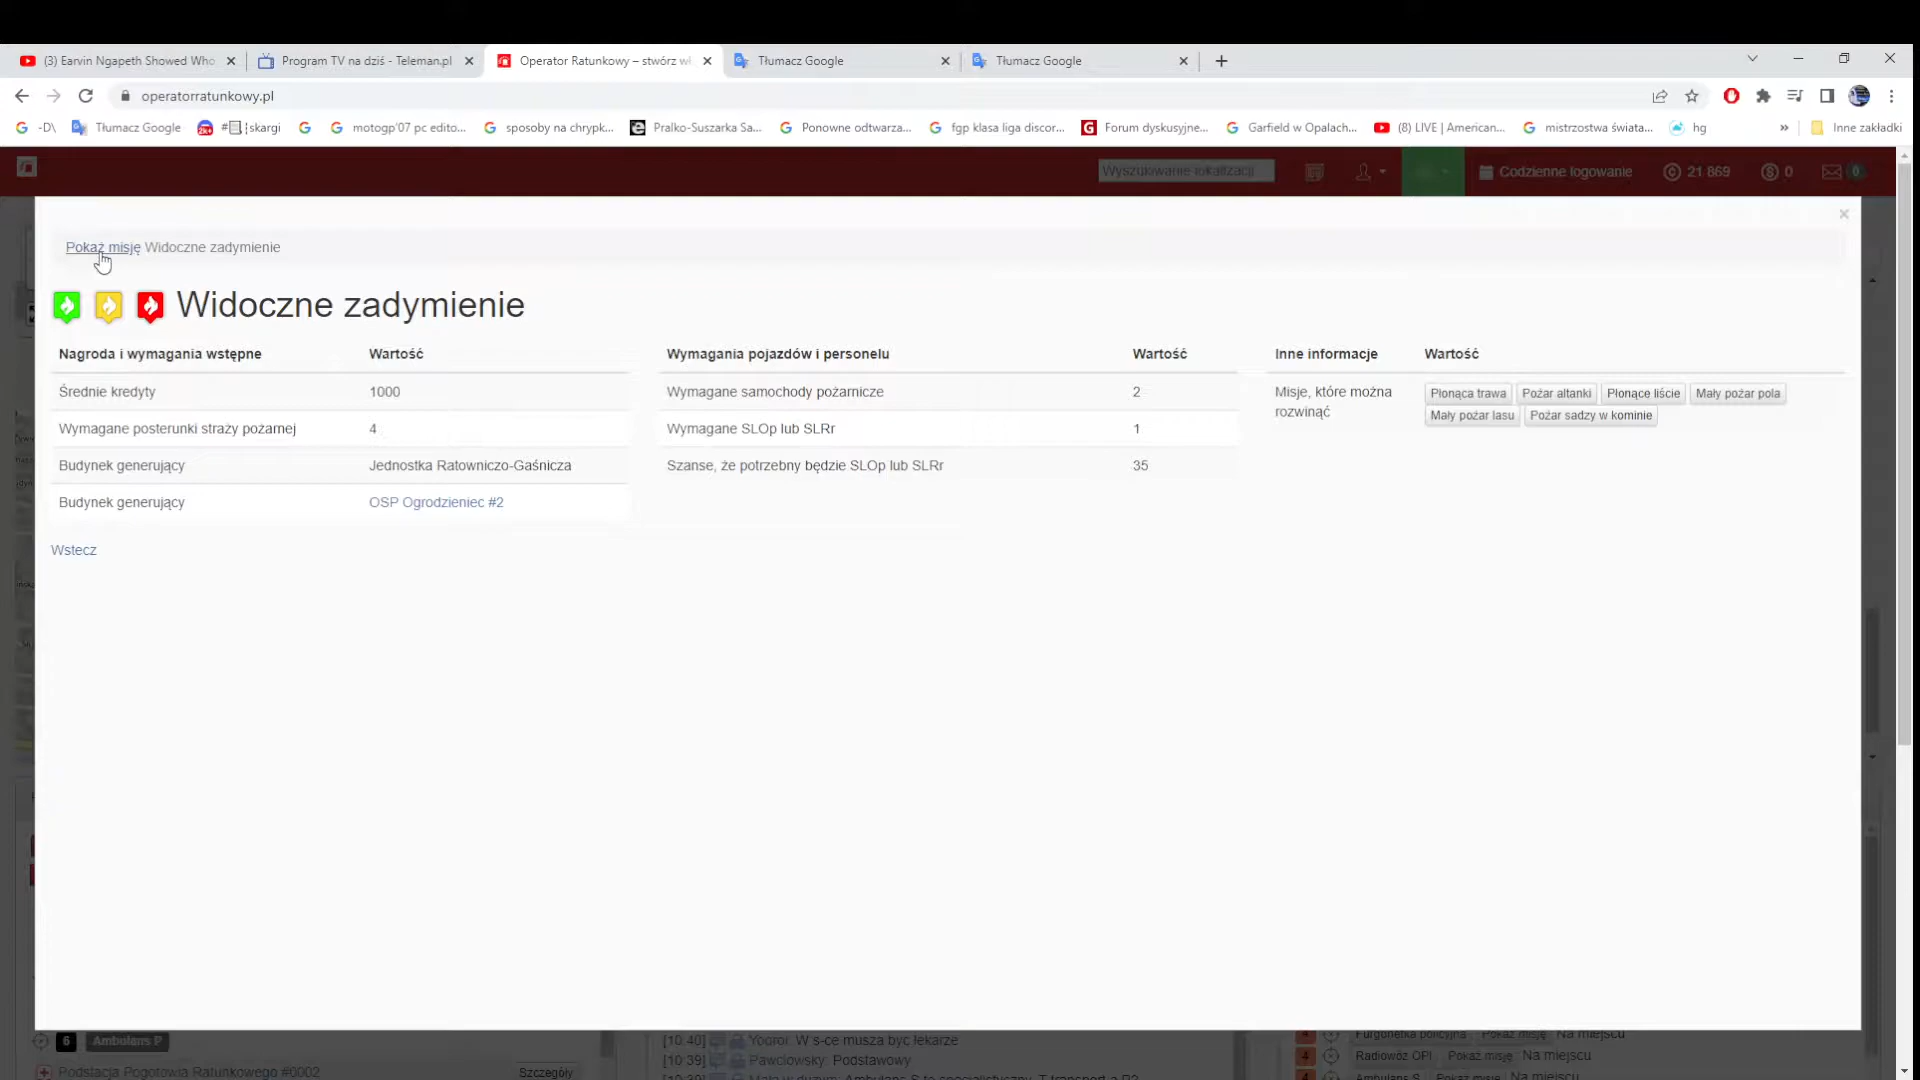 (3) Earvin Ngapeth Showed Who
Program TV na dziś - Teleman.pl
Operator Ratunkowy – stwórz wł
Tłumacz Google
Tłumacz Google
operatorratunkowy.pl
-D\
Tłumacz Google
skargi
motogp'07 pc edito...
sposoby na chrypk...
Pralko-Suszarka Sa...
Ponowne odtwarza...
fgp klasa liga discor...
Forum dyskusyjne...
Garfield w Opalach...
(8) LIVE | American...
mistrzostwa świata...
hg
»
Inne zakładki
Wyszukiwanie lokalizacji
Codzienne logowanie
21 869
0
0
Pokaż misję Widoczne zadymienie
Widoczne zadymienie
Nagroda i wymagania wstępne Wartość
Średnie kredyty 1000
Wymagane posterunki straży pożarnej 4
Budynek generujący Jednostka Ratowniczo-Gaśnicza
Budynek generujący OSP Ogrodzieniec #2
Wymagania pojazdów i personelu Wartość
Wymagane samochody pożarnicze 2
Wymagane SLOp lub SLRr 1
Szanse, że potrzebny będzie SLOp lub SLRr 35
Inne informacje Wartość
Misje, które można rozwinąć
Płonąca trawa Pożar altanki Płonące liście Mały pożar pola
Mały pożar lasu Pożar sadzy w kominie
Wstecz
6 Ambulans P
Podstacja Pogotowia Ratunkowego #0002 Szczegóły
[10:40] Yooroi: W s-ce musza byc lekarze
[10:39] Pawclowsky: Podstawowy
4 Furgonetka policyjna Pokaż misję Na miejscu
4 Radiowóz OPI Pokaż misję Na miejscu
4 Ambulans S Pokaż misję Na miejscu